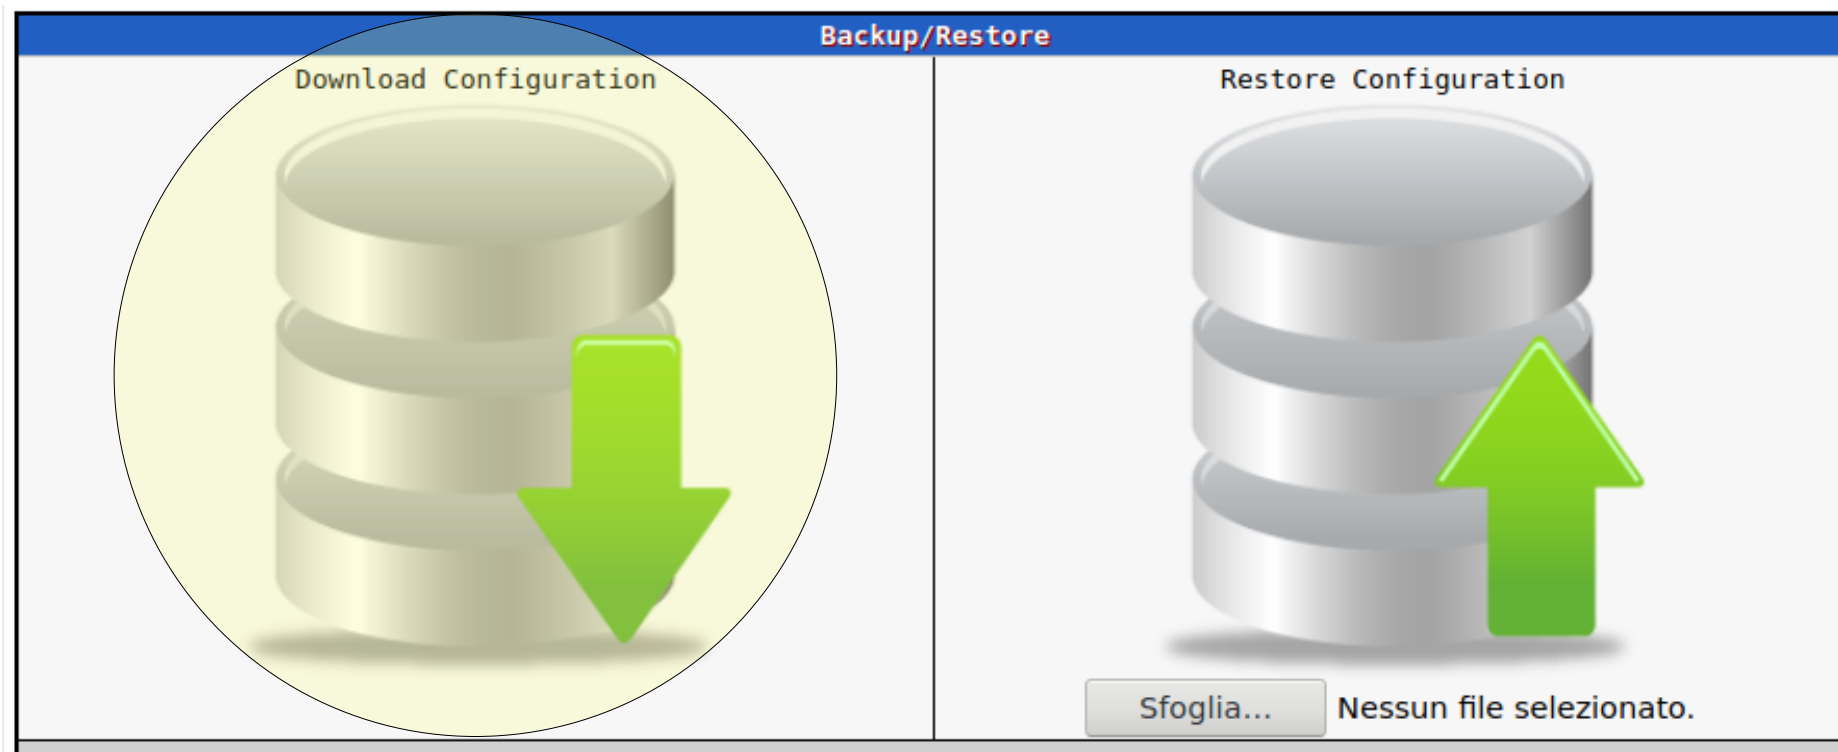 Backup/Restore
Download Configuration
Restore Configuration
Sfoglia... Nessun file selezionato.